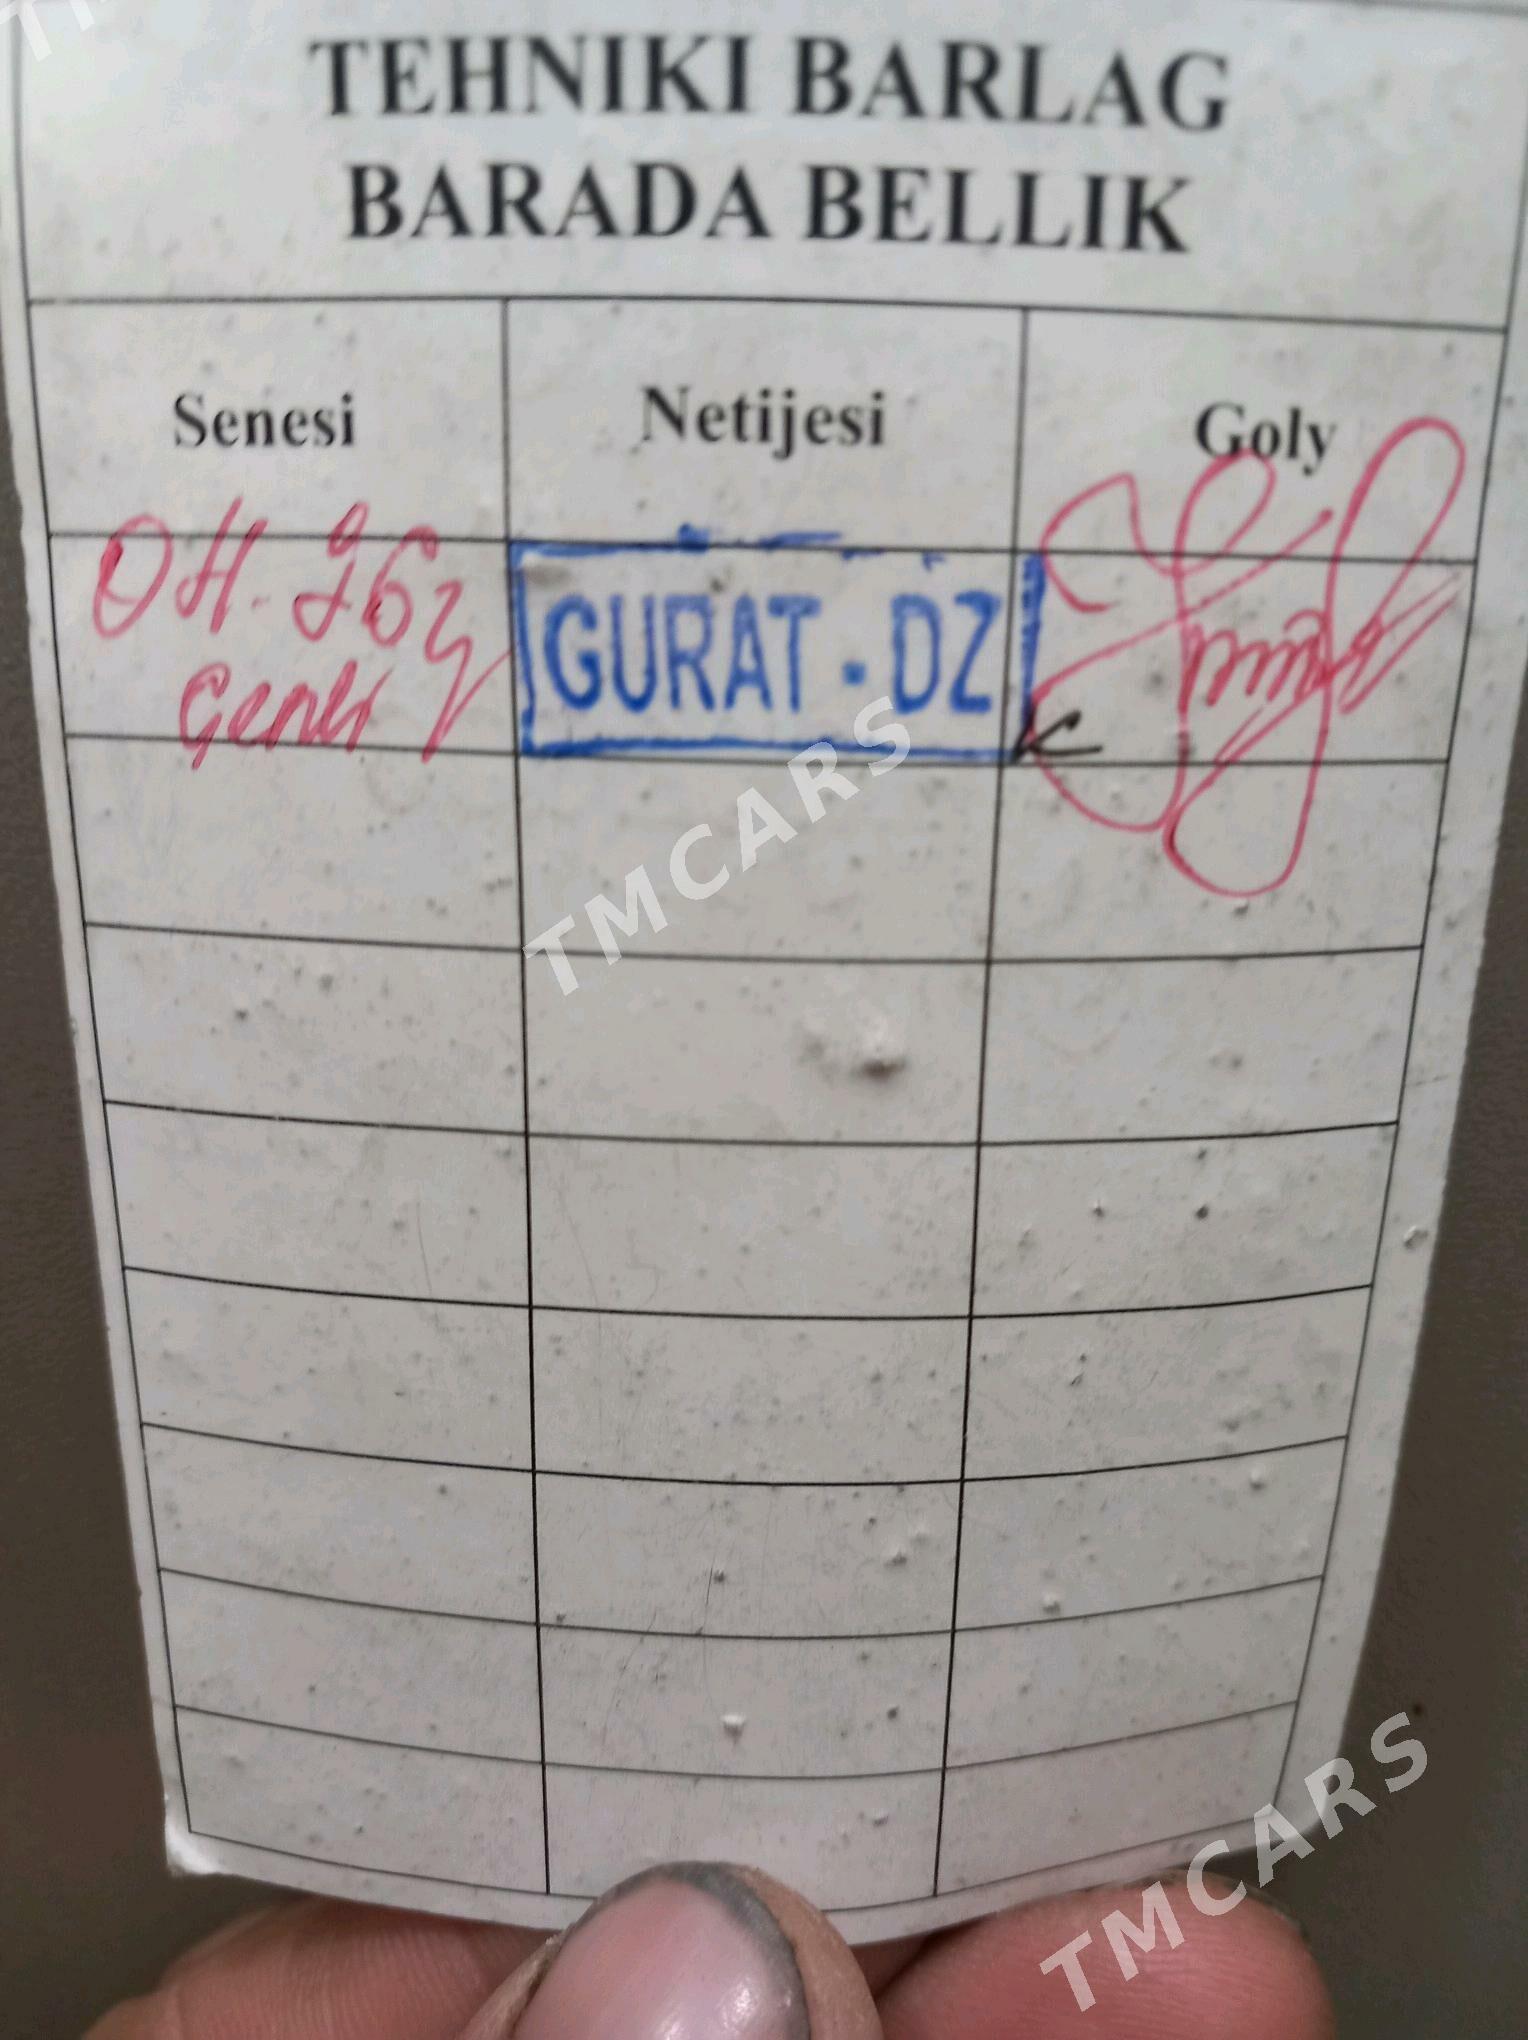 TEHNIKI BARLAG
BARADA BELLIK
Senesi Netijesi Goly
GURAT-DZ
TMCARS
TMCARS